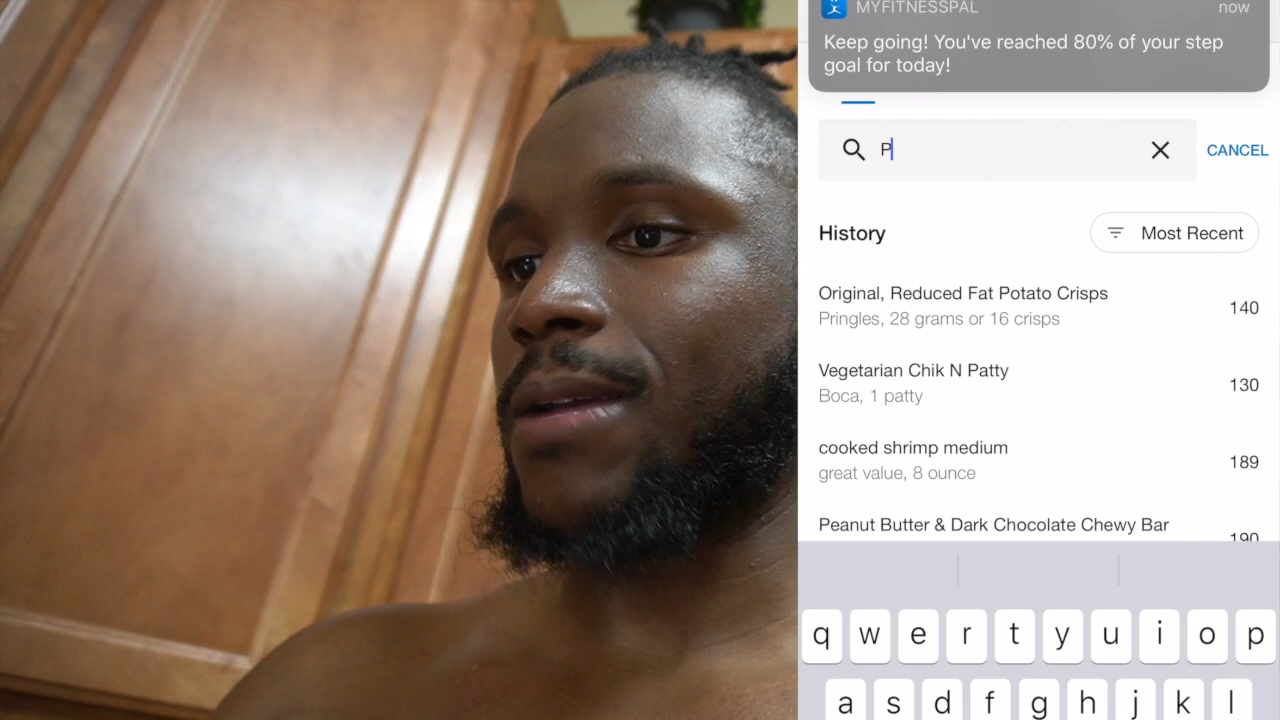 MYFITNESSPAL now
Keep going! You've reached 80% of your step
goal for today!
P
CANCEL
History
Most Recent
Original, Reduced Fat Potato Crisps
Pringles, 28 grams or 16 crisps
140
Vegetarian Chik N Patty
Boca, 1 patty
130
cooked shrimp medium
great value, 8 ounce
189
Peanut Butter & Dark Chocolate Chewy Bar
190
q w e r t y u i o p
a s d f g h j k l